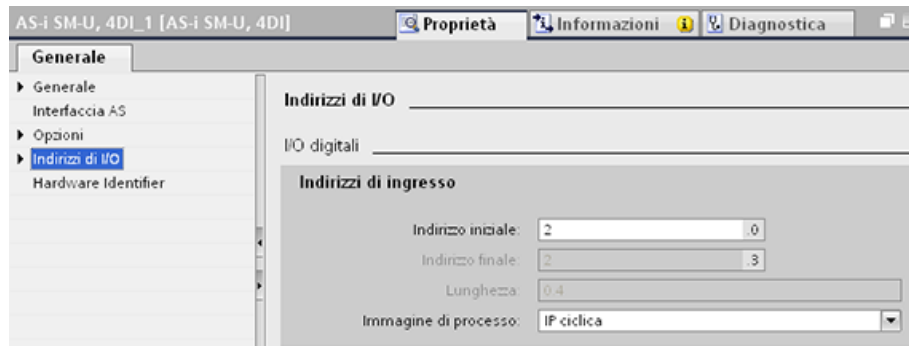 AS-i SM-U, 4DI_1 [AS-i SM-U, 4DI]
Proprietà
Informazioni
Diagnostica
Generale
Generale
Interfaccia AS
Opzioni
Indirizzi di I/O
Hardware Identifier
Indirizzi di I/O
I/O digitali
Indirizzi di ingresso
Indirizzo iniziale: 2 .0
Indirizzo finale: 2 .3
Lunghezza: 0.4
Immagine di processo: IP ciclica